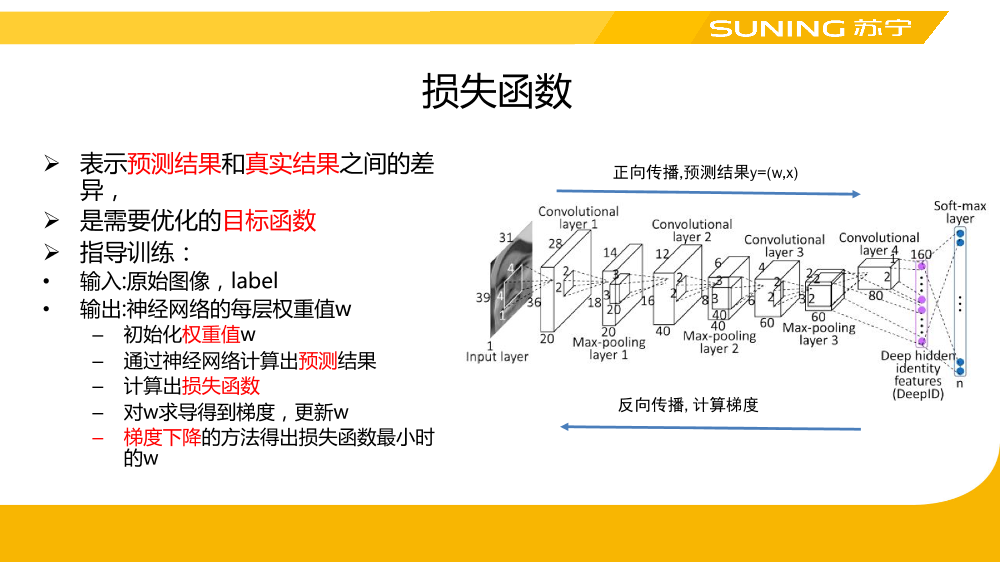 SUNING 苏宁
损失函数
➢ 表示预测结果和真实结果之间的差
异，
➢ 是需要优化的目标函数
➢ 指导训练：
• 输入:原始图像，label
• 输出:神经网络的每层权重值w
– 初始化权重值w
– 通过神经网络计算出预测结果
– 计算出损失函数
– 对w求导得到梯度，更新w
– 梯度下降的方法得出损失函数最小时
的w
正向传播,预测结果y=(w,x)
31
39
4
4
1
1
Input layer
Convolutional
layer 1
28
36
2
2
20
14
3
3
18
20
20
Max-pooling
layer 1
Convolutional
layer 2
12
16
2
2
40
6
3
3
8
40
40
Max-pooling
layer 2
Convolutional
layer 3
4
6
2
2
60
2
2
3
2
60
Max-pooling
layer 3
Convolutional
layer 4
1
2
2
80
160
Deep hidden
identity
features
(DeepID)
Soft-max
layer
n
反向传播, 计算梯度